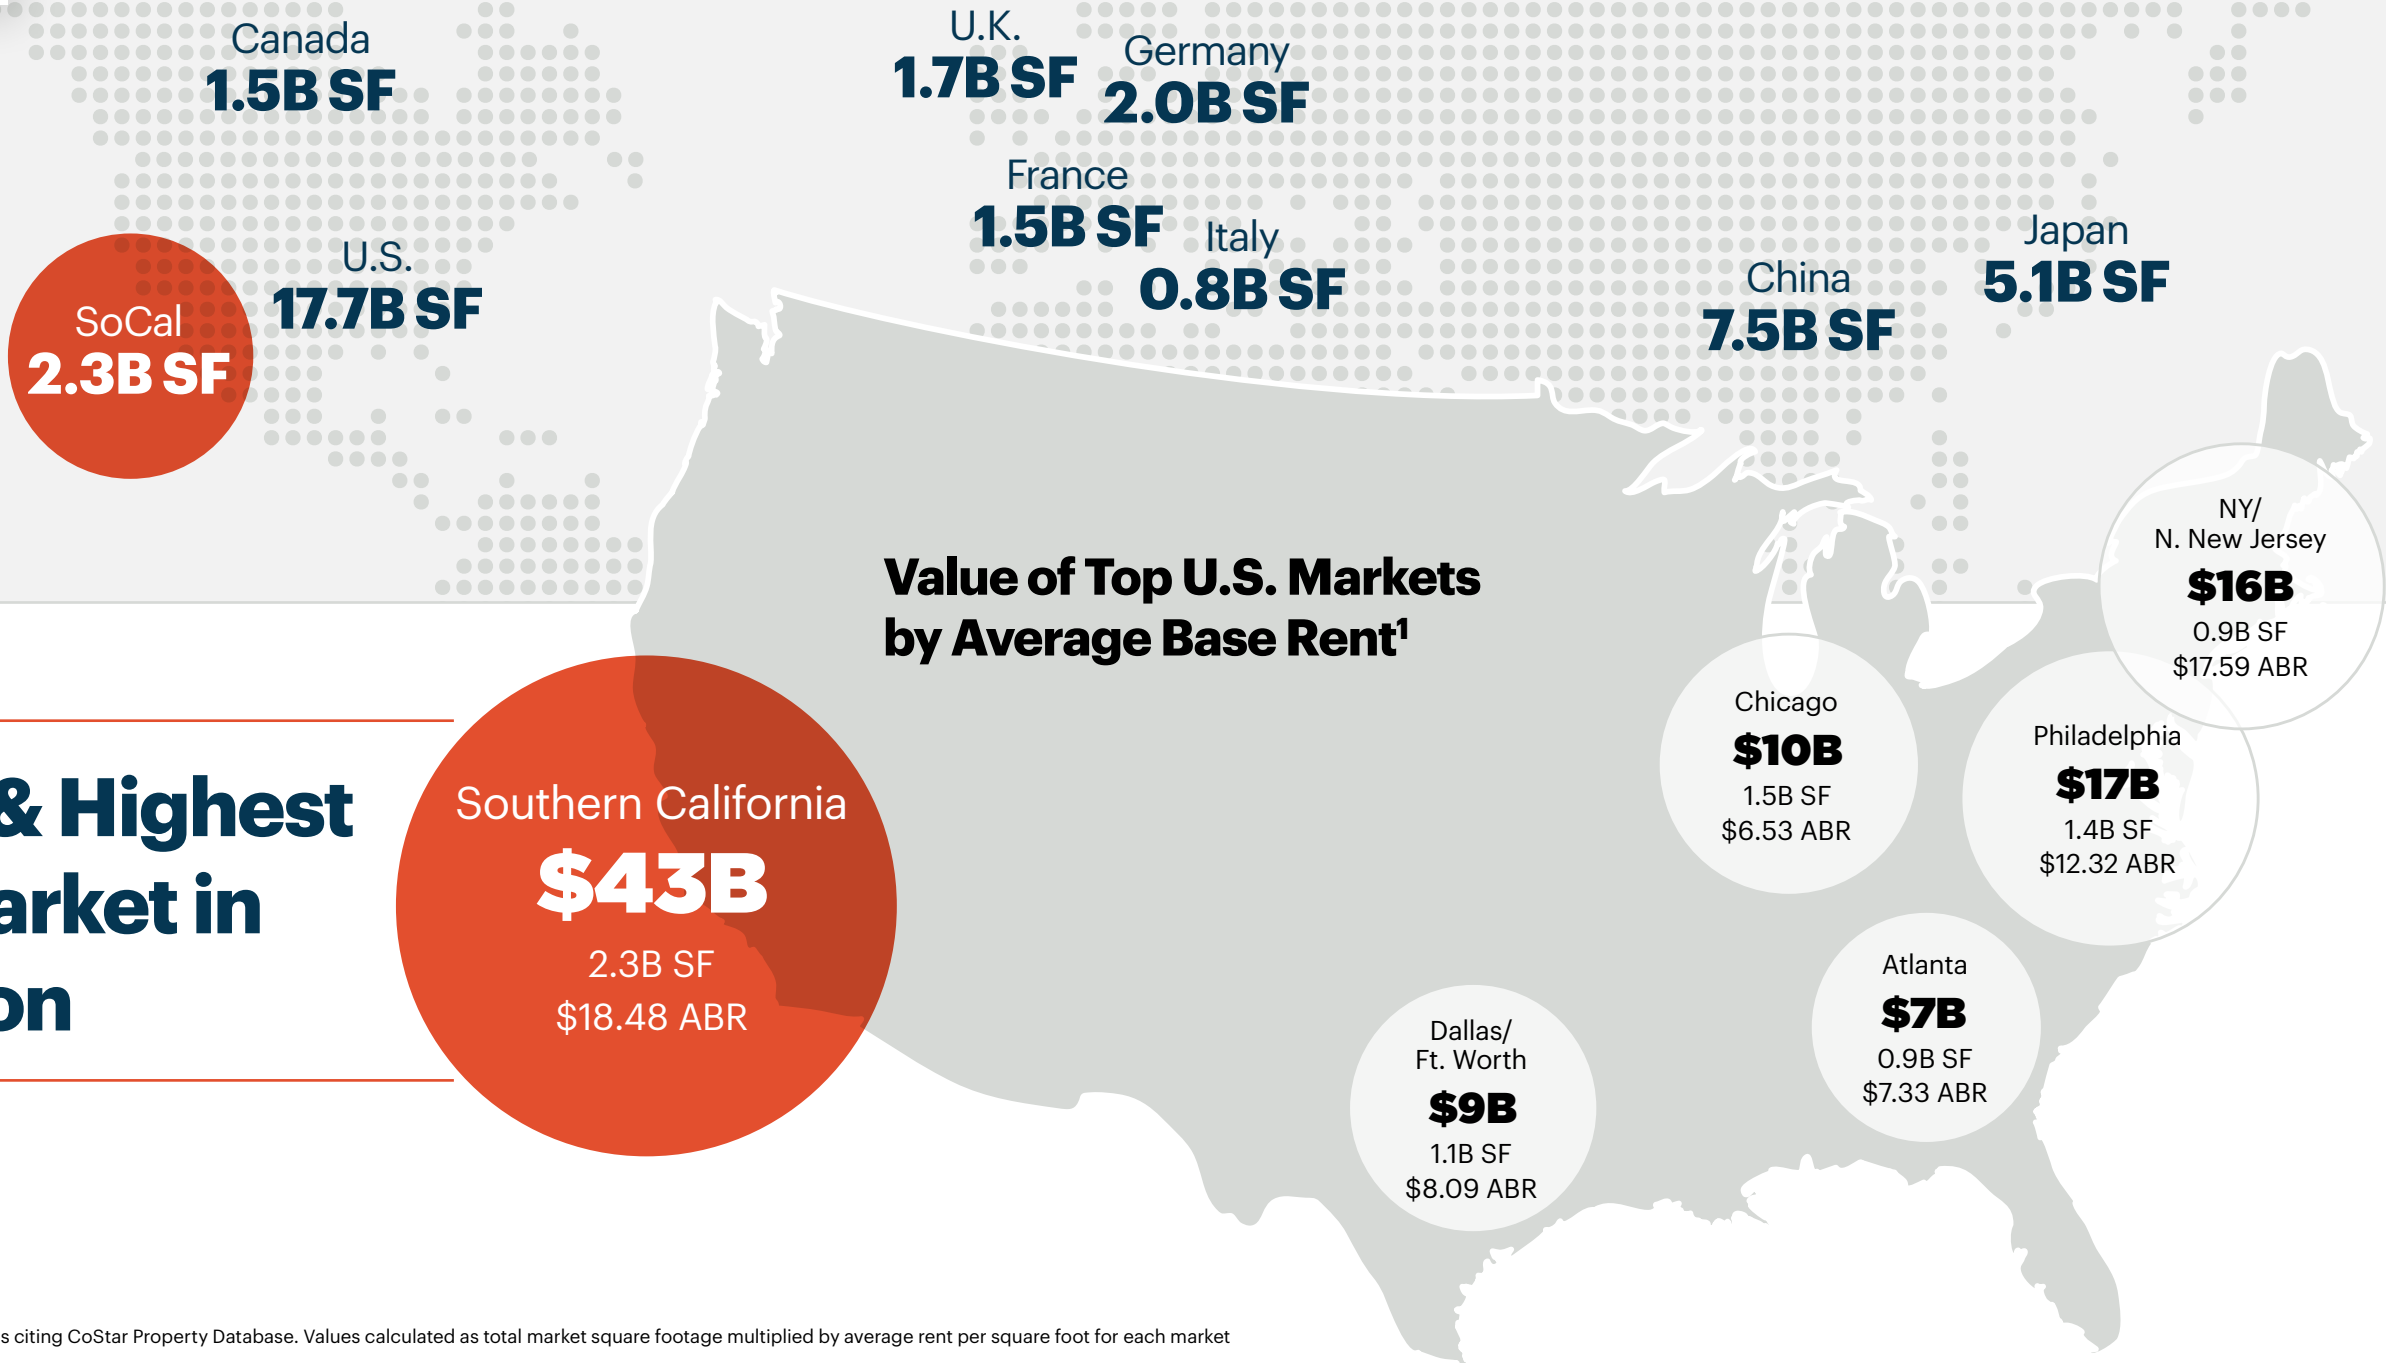 Canada
1.5B SF
U.K.
1.7B SF
Germany
2.0B SF
France
1.5B SF
Italy
0.8B SF
SoCal
2.3B SF
U.S.
17.7B SF
China
7.5B SF
Japan
5.1B SF
Value of Top U.S. Markets
by Average Base Rent¹
NY/
N. New Jersey
$16B
0.9B SF
$17.59 ABR
Chicago
$10B
1.5B SF
$6.53 ABR
Philadelphia
$17B
1.4B SF
$12.32 ABR
& Highest
arket in
on
Southern California
$43B
2.3B SF
$18.48 ABR
Atlanta
$7B
0.9B SF
$7.33 ABR
Dallas/
Ft. Worth
$9B
1.1B SF
$8.09 ABR
s citing CoStar Property Database. Values calculated as total market square footage multiplied by average rent per square foot for each market